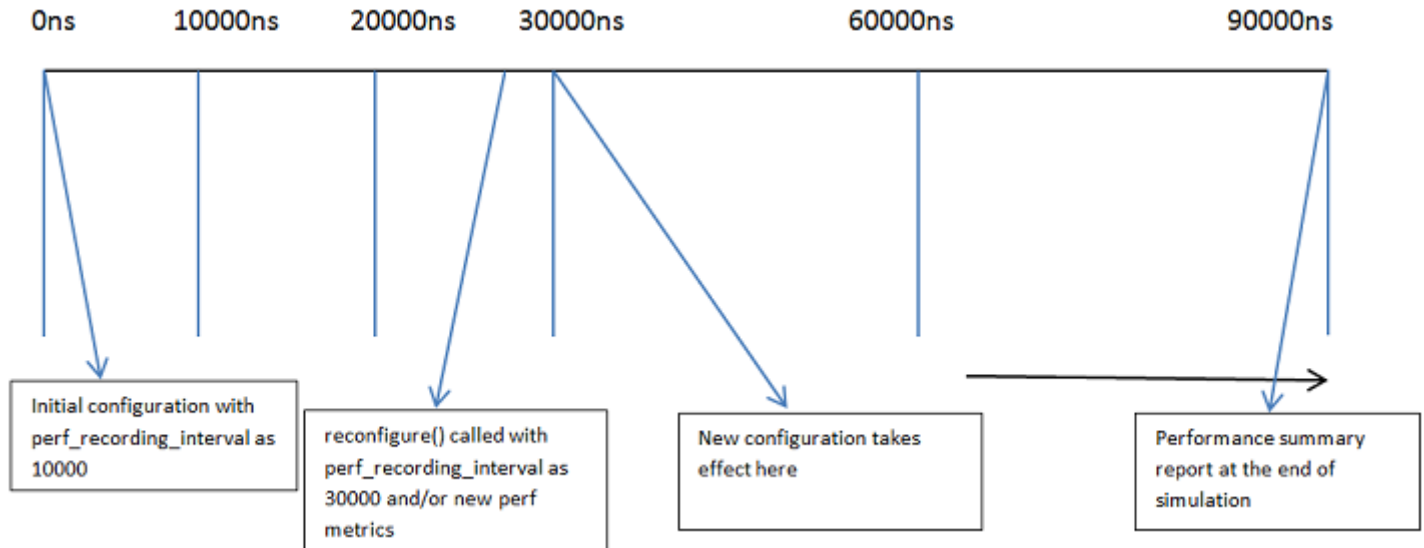 0ns 10000ns 20000ns 30000ns 60000ns 90000ns
Initial configuration with
perf_recording_interval as
10000
reconfigure() called with
perf_recording_interval as
30000 and/or new perf
metrics
New configuration takes
effect here
Performance summary
report at the end of
simulation